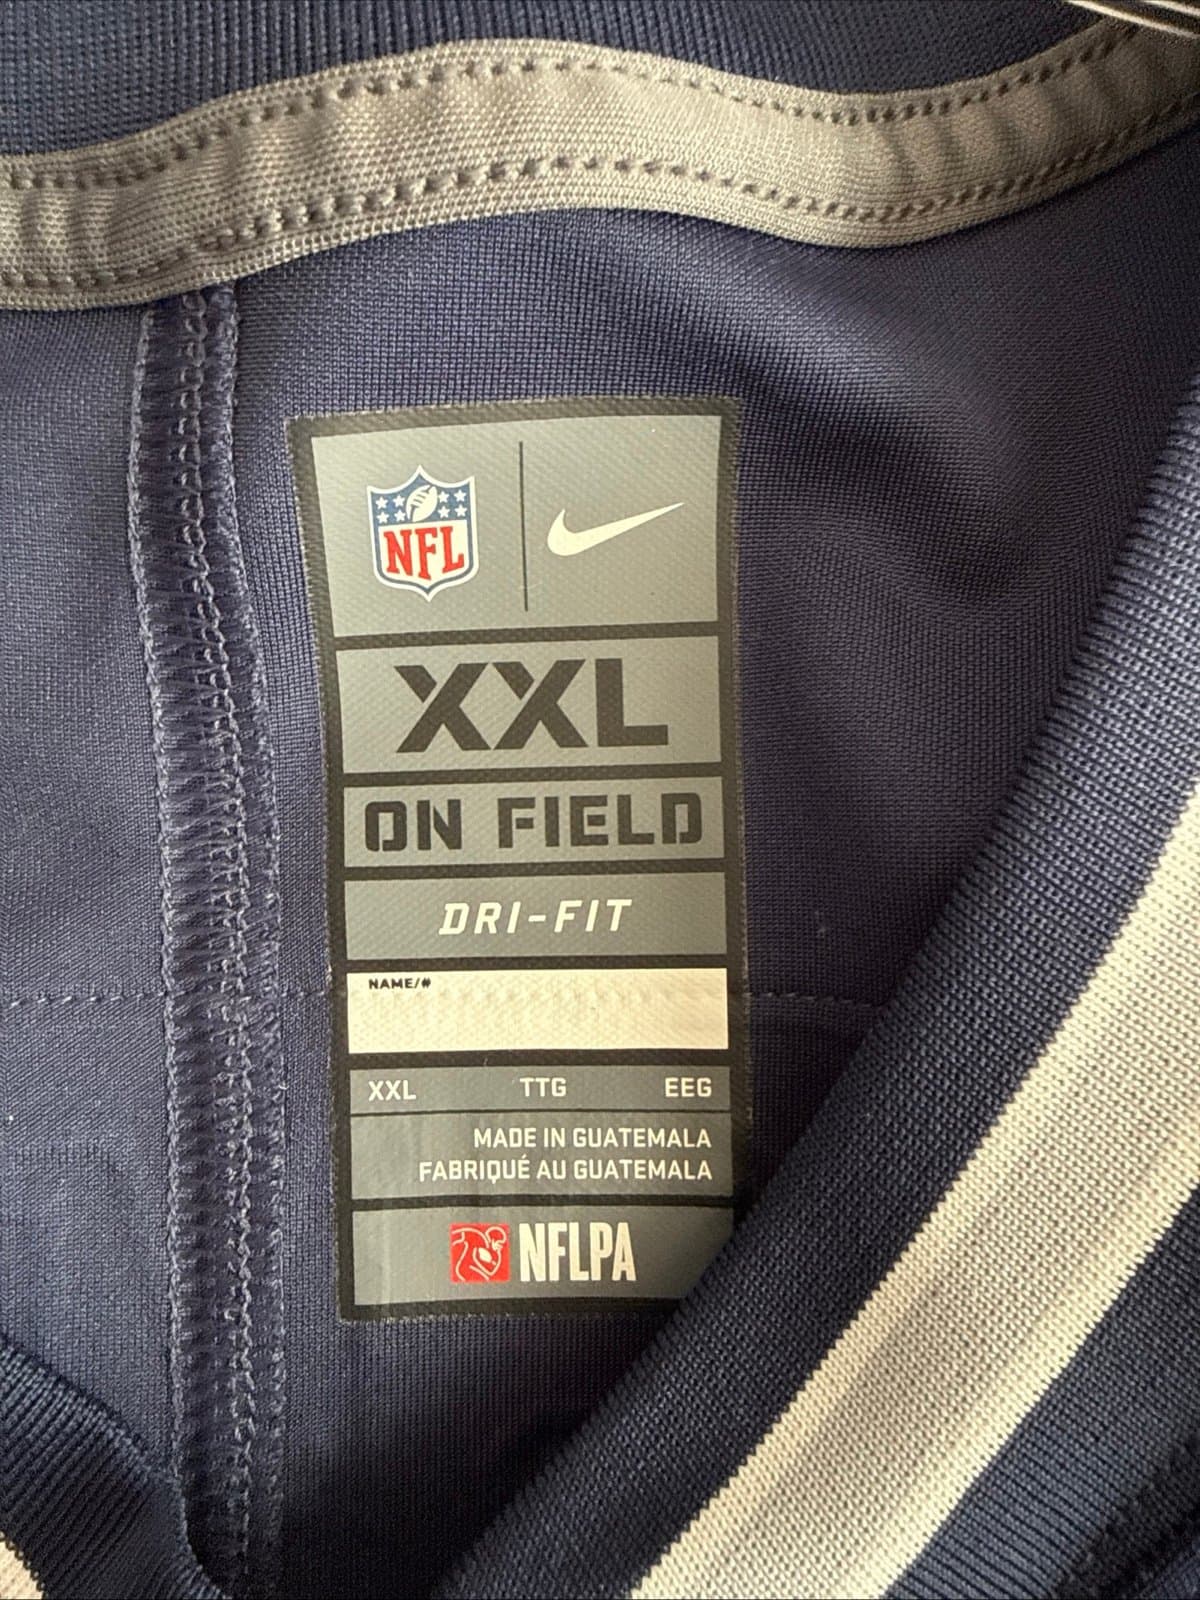 NFL
XXL
ON FIELD
DRI-FIT
NAME/#
XXL TTG EEG
MADE IN GUATEMALA
FABRIQUÉ AU GUATEMALA
NFLPA